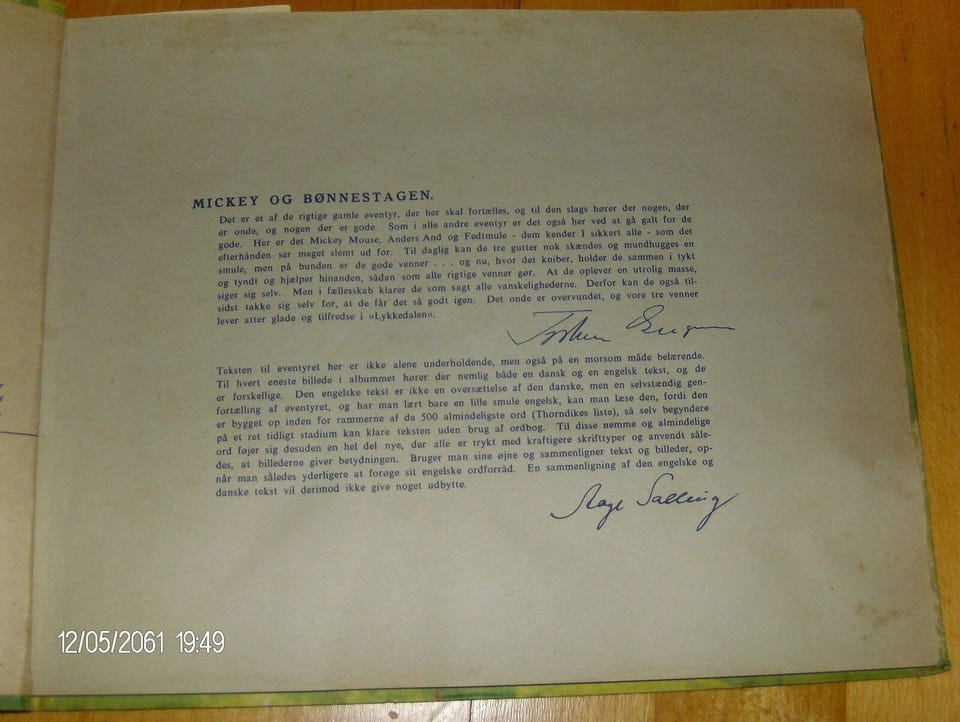 MICKEY OG BØNNESTAGEN.
Det er et af de rigtige gamle eventyr, der her skal fortælles, og til den slags hører der nogen, der
er onde, og nogen der er gode. Som i alle andre eventyr er det også her ved at gå galt for de
gode. Her er det Mickey Mouse, Anders And og Fedtmule - dem kender I sikkert alle - som det
efterhånden ser meget slemt ud for. Til daglig kan de tre gutter nok skændes og mundhugges en
smule, men på bunden er de gode venner . . . og nu, hvor det kniber, holder de sammen i tykt
og tyndt og hjælper hinanden, sådan som alle rigtige venner gør. At de oplever en utrolig masse,
siger sig selv. Men i fællesskab klarer de som sagt alle vanskelighederne. Derfor kan de også til-
sidst takke sig selv for, at de får det så godt igen. Det onde er overvundet, og vore tre venner
lever atter glade og tilfredse i »Lykkedalen«.
Teksten til eventyret her er ikke alene underholdende, men også på en morsom måde belærende.
Til hvert eneste billede i albummet hører der nemlig både en dansk og en engelsk tekst, og de
er forskellige. Den engelske tekst er ikke en oversættelse af den danske, men en selvstændig gen-
fortælling af eventyret, og har man lært bare en lille smule engelsk, kan man læse den, fordi den
er bygget op inden for rammerne af de 500 almindeligste ord (Thorndikes liste), så selv begyndere
på et ret tidligt stadium kan klare teksten uden brug af ordbog. Til disse nemme og almindelige
ord føjer sig desuden en hel del nye, der alle er trykt med kraftigere skrifttyper og anvendt såle-
des, at billederne giver betydningen. Bruger man sine øjne og sammenligner tekst og billeder, op-
når man således yderligere at forøge sit engelske ordforråd. En sammenligning af den engelske og
danske tekst vil derimod ikke give noget udbytte.
Aage Salling
12/05/2061 19:49